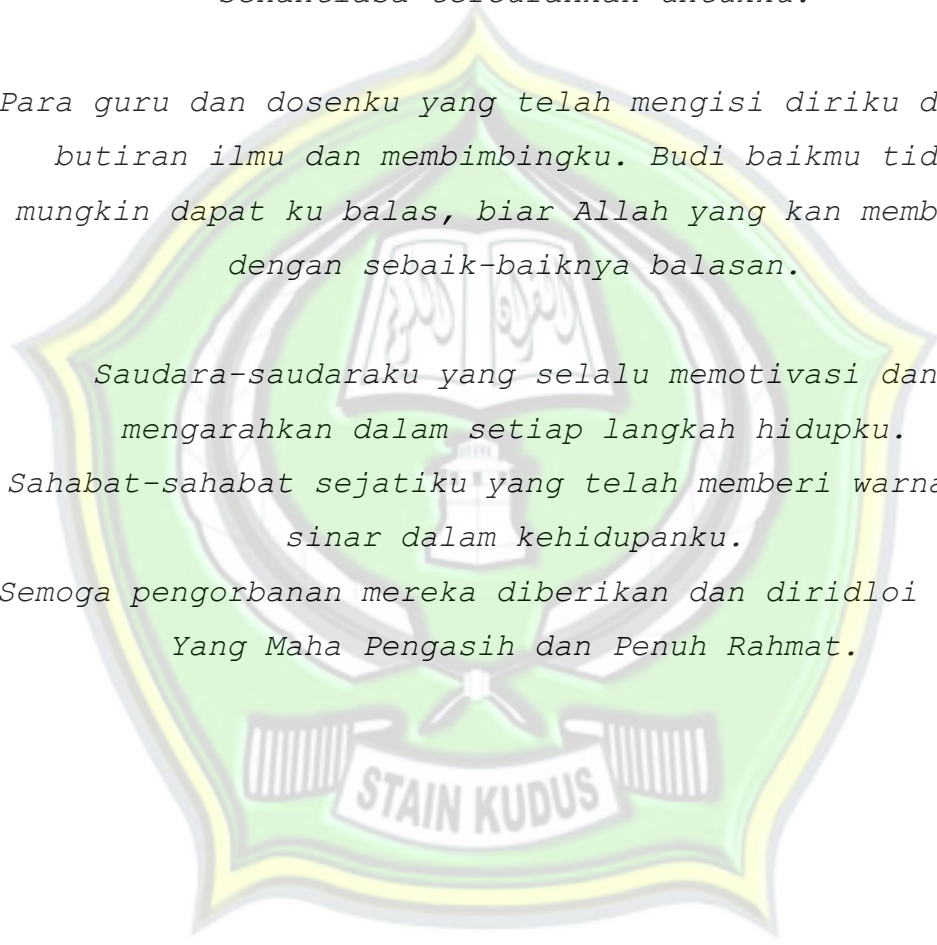 Para guru dan dosenku yang telah mengisi diriku d
butiran ilmu dan membimbingku. Budi baikmu tid
mungkin dapat ku balas, biar Allah yang kan memb
dengan sebaik-baiknya balasan.
Saudara-saudaraku yang selalu memotivasi dan
mengarahkan dalam setiap langkah hidupku.
Sahabat-sahabat sejatiku yang telah memberi warna
sinar dalam kehidupanku.
Semoga pengorbanan mereka diberikan dan diridloi
Yang Maha Pengasih dan Penuh Rahmat.
STAIN KUDUS